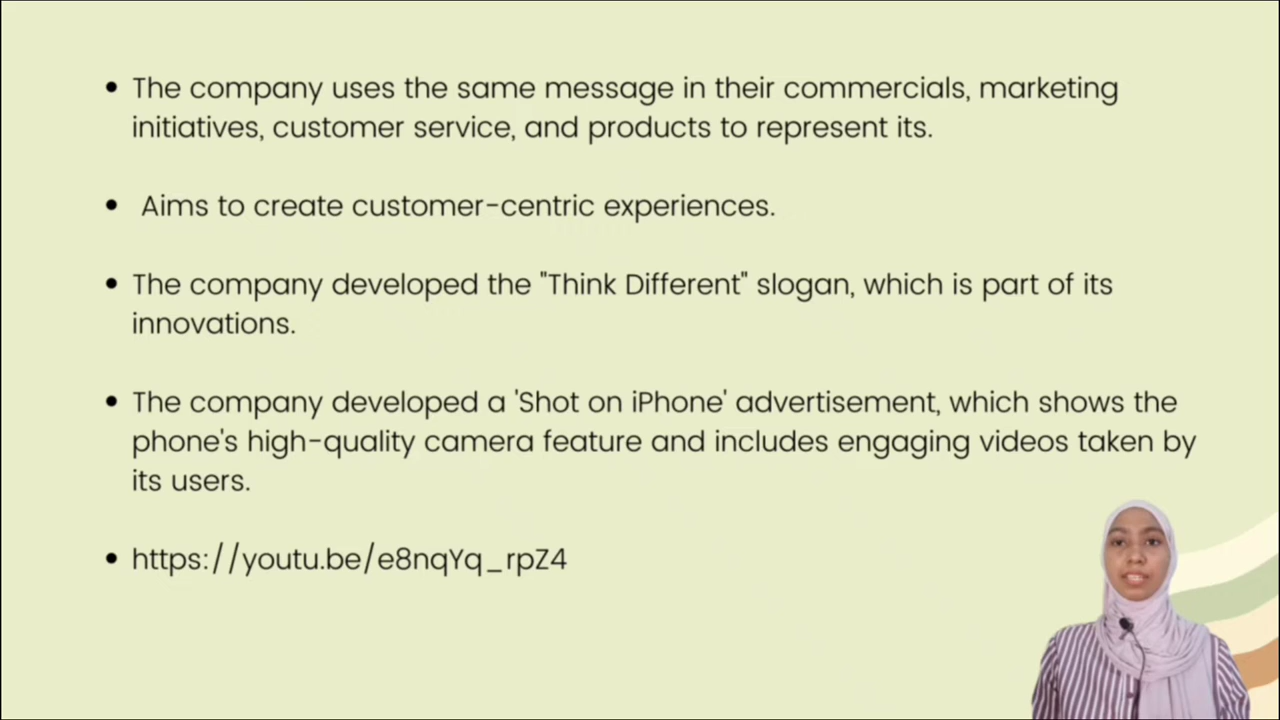 • The company uses the same message in their commercials, marketing
initiatives, customer service, and products to represent its.
• Aims to create customer-centric experiences.
• The company developed the "Think Different" slogan, which is part of its
innovations.
• The company developed a 'Shot on iPhone' advertisement, which shows the
phone's high-quality camera feature and includes engaging videos taken by
its users.
• https://youtu.be/e8nqYq_rpZ4